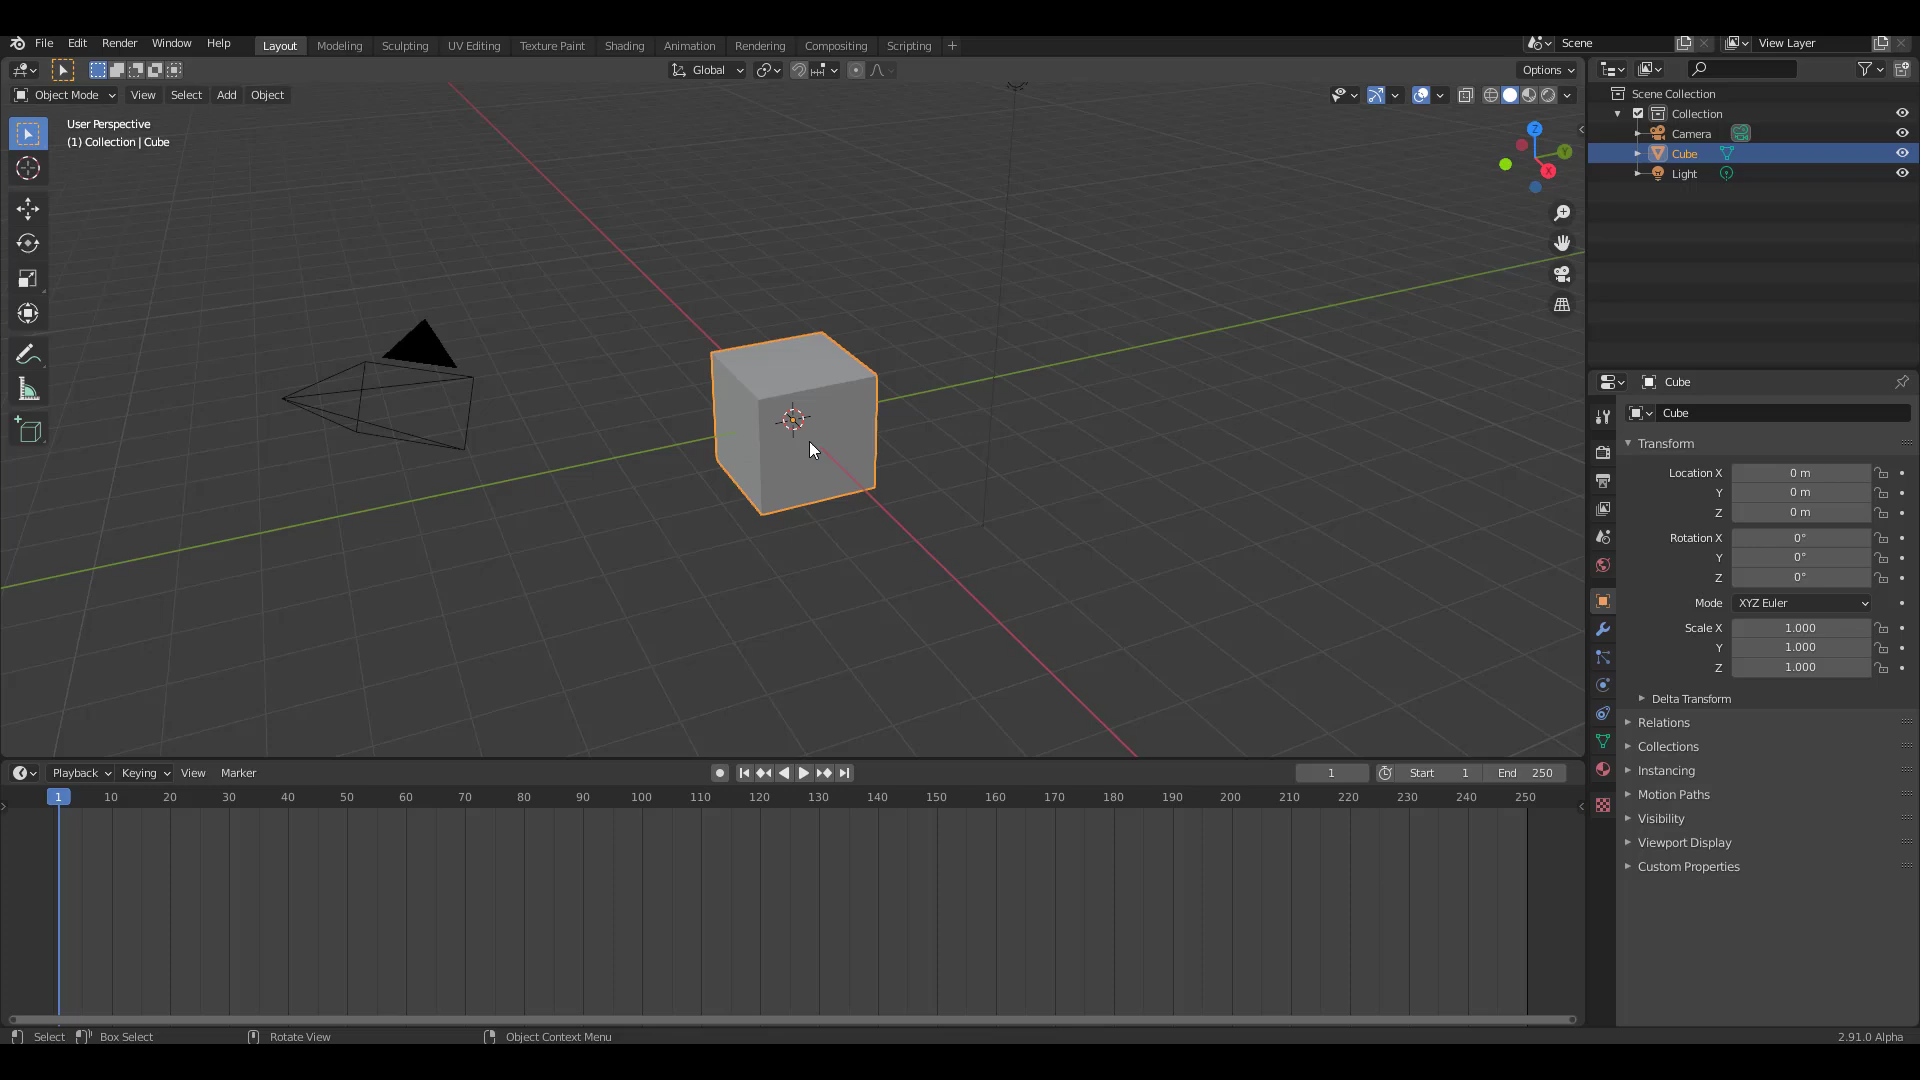 File Edit Render Window Help Layout Modeling Sculpting UV Editing Texture Paint Shading Animation Rendering Compositing Scripting + Scene View Layer
Global Options
Object Mode View Select Add Object
User Perspective
(1) Collection | Cube
Z
Y
X
Scene Collection
Collection
Camera
Cube
Light
Cube
Cube
Transform
Location X 0 m
Y 0 m
Z 0 m
Rotation X 0°
Y 0°
Z 0°
Mode XYZ Euler
Scale X 1.000
Y 1.000
Z 1.000
Delta Transform
Relations
Collections
Instancing
Motion Paths
Visibility
Viewport Display
Custom Properties
Playback Keying View Marker 1 Start 1 End 250
1 10 20 30 40 50 60 70 80 90 100 110 120 130 140 150 160 170 180 190 200 210 220 230 240 250
Select Box Select Rotate View Object Context Menu 2.91.0 Alpha